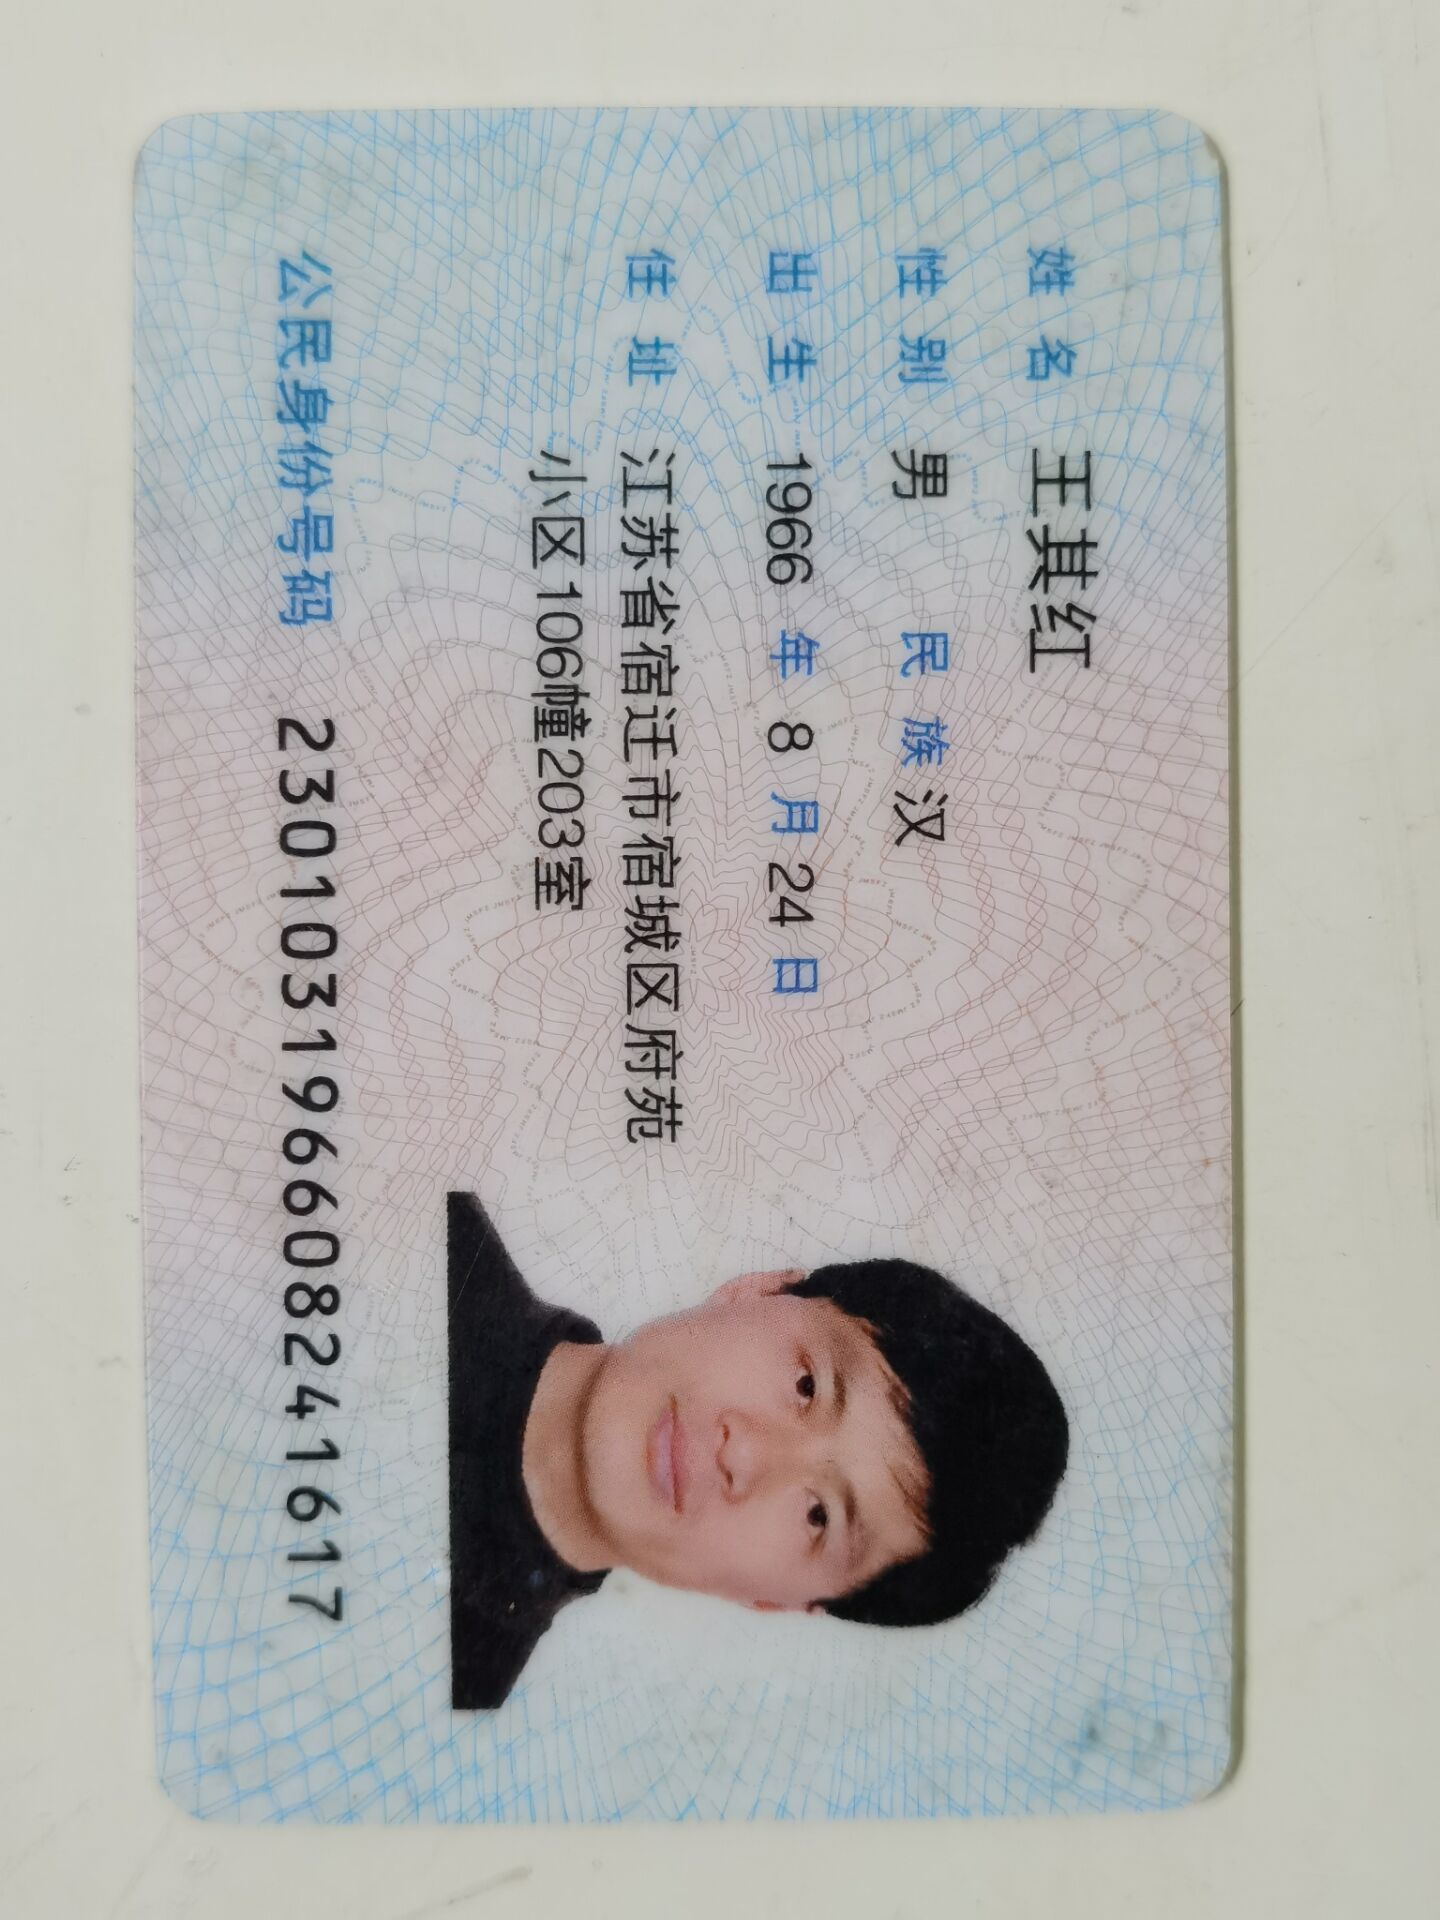 姓名 王其红
性别 男 民族 汉
出生 1966 年 8 月 24 日
住址 江苏省宿迁市宿城区府苑
小区106幢203室
公民身份号码 230103196608241617